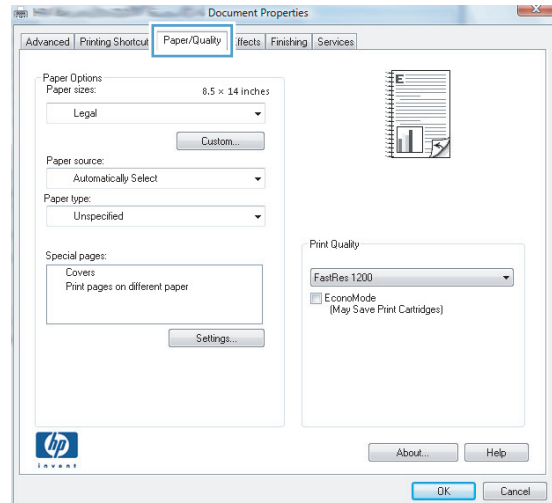 Document Properties
Advanced
Printing Shortcut
Paper/Quality
ffects
Finishing
Services
Paper Options
Paper sizes:
8.5 × 14 inches
Legal
Custom...
Paper source:
Automatically Select
Paper type:
Unspecified
Special pages:
Covers
Print pages on different paper
Settings...
E
Print Quality
FastRes 1200
EconoMode
(May Save Print Cartridges)
hp
invent
About...
Help
OK
Cancel